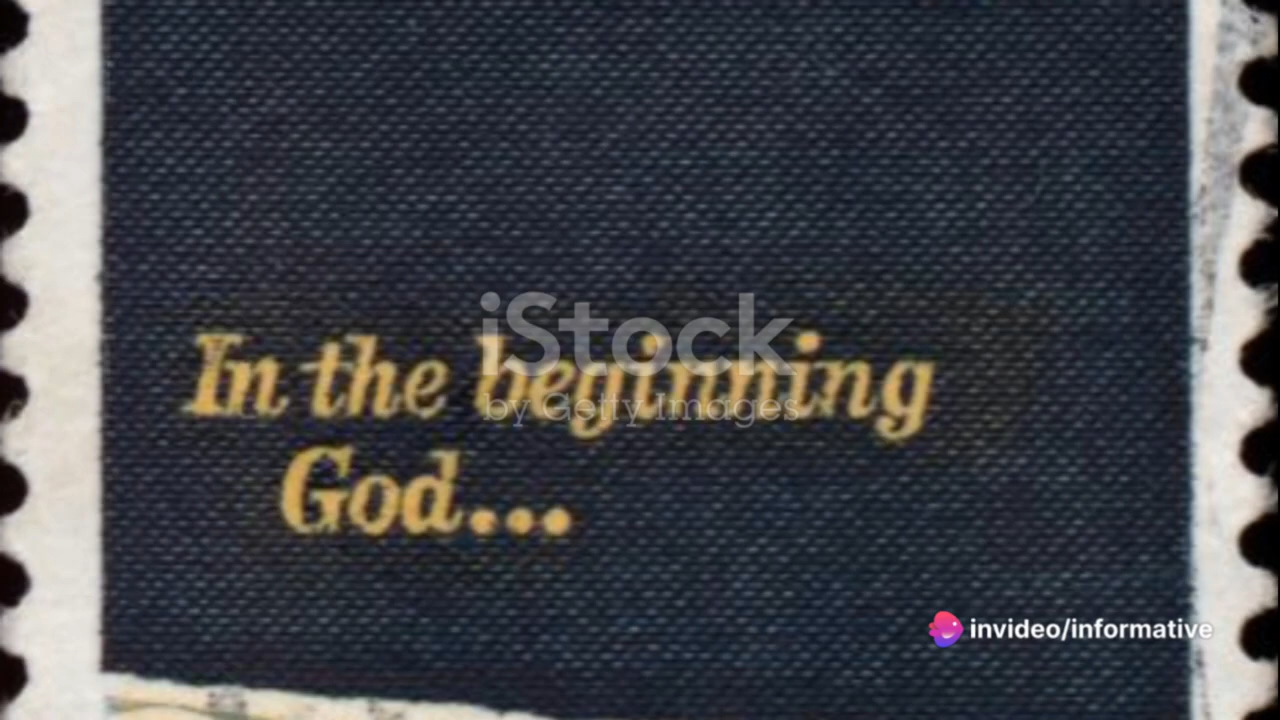 In the beginning
God...
iStock
by Getty Images
invideo/informative